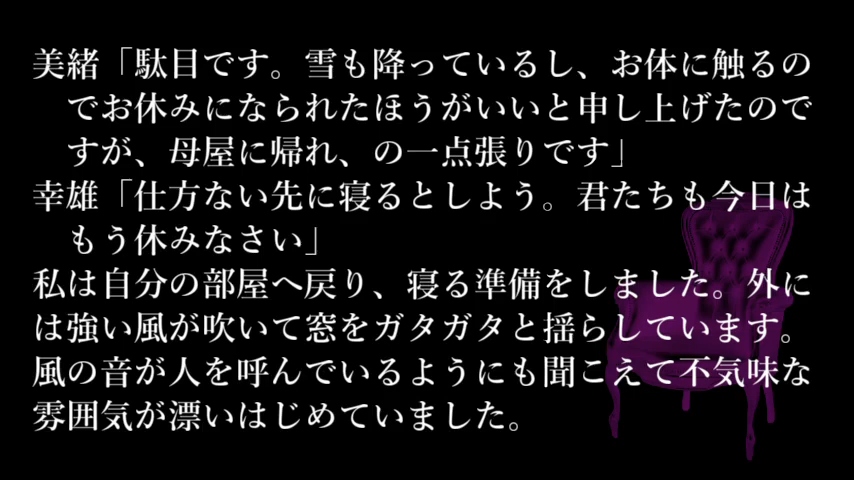 美緒「駄目です。雪も降っているし、お体に触るの
でお休みになられたほうがいいと申し上げたので
すが、母屋に帰れ、の一点張りです」
幸雄「仕方ない先に寝るとしよう。君たちも今日は
もう休みなさい」
私は自分の部屋へ戻り、寝る準備をしました。外に
は強い風が吹いて窓をガタガタと揺らしています。
風の音が人を呼んでいるようにも聞こえて不気味な
雰囲気が漂いはじめていました。